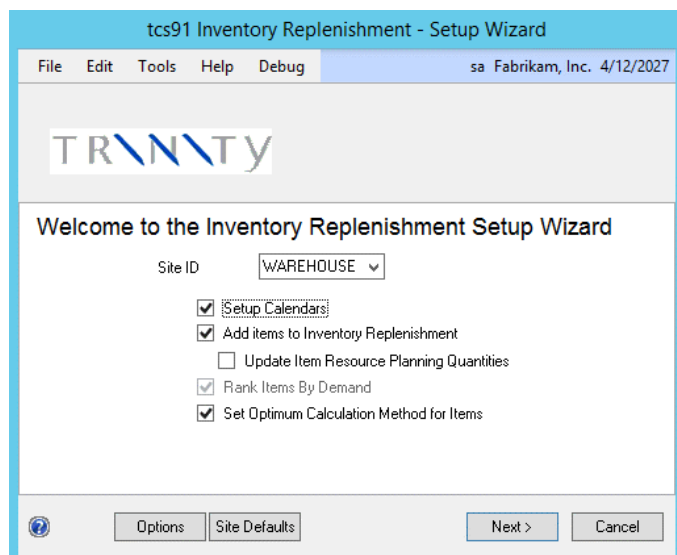 tcs91 Inventory Replenishment - Setup Wizard
File Edit Tools Help Debug sa Fabrikam, Inc. 4/12/2027
TRINITY
Welcome to the Inventory Replenishment Setup Wizard
Site ID WAREHOUSE
Setup Calendars
Add items to Inventory Replenishment
Update Item Resource Planning Quantities
Rank Items By Demand
Set Optimum Calculation Method for Items
? Options Site Defaults Next > Cancel